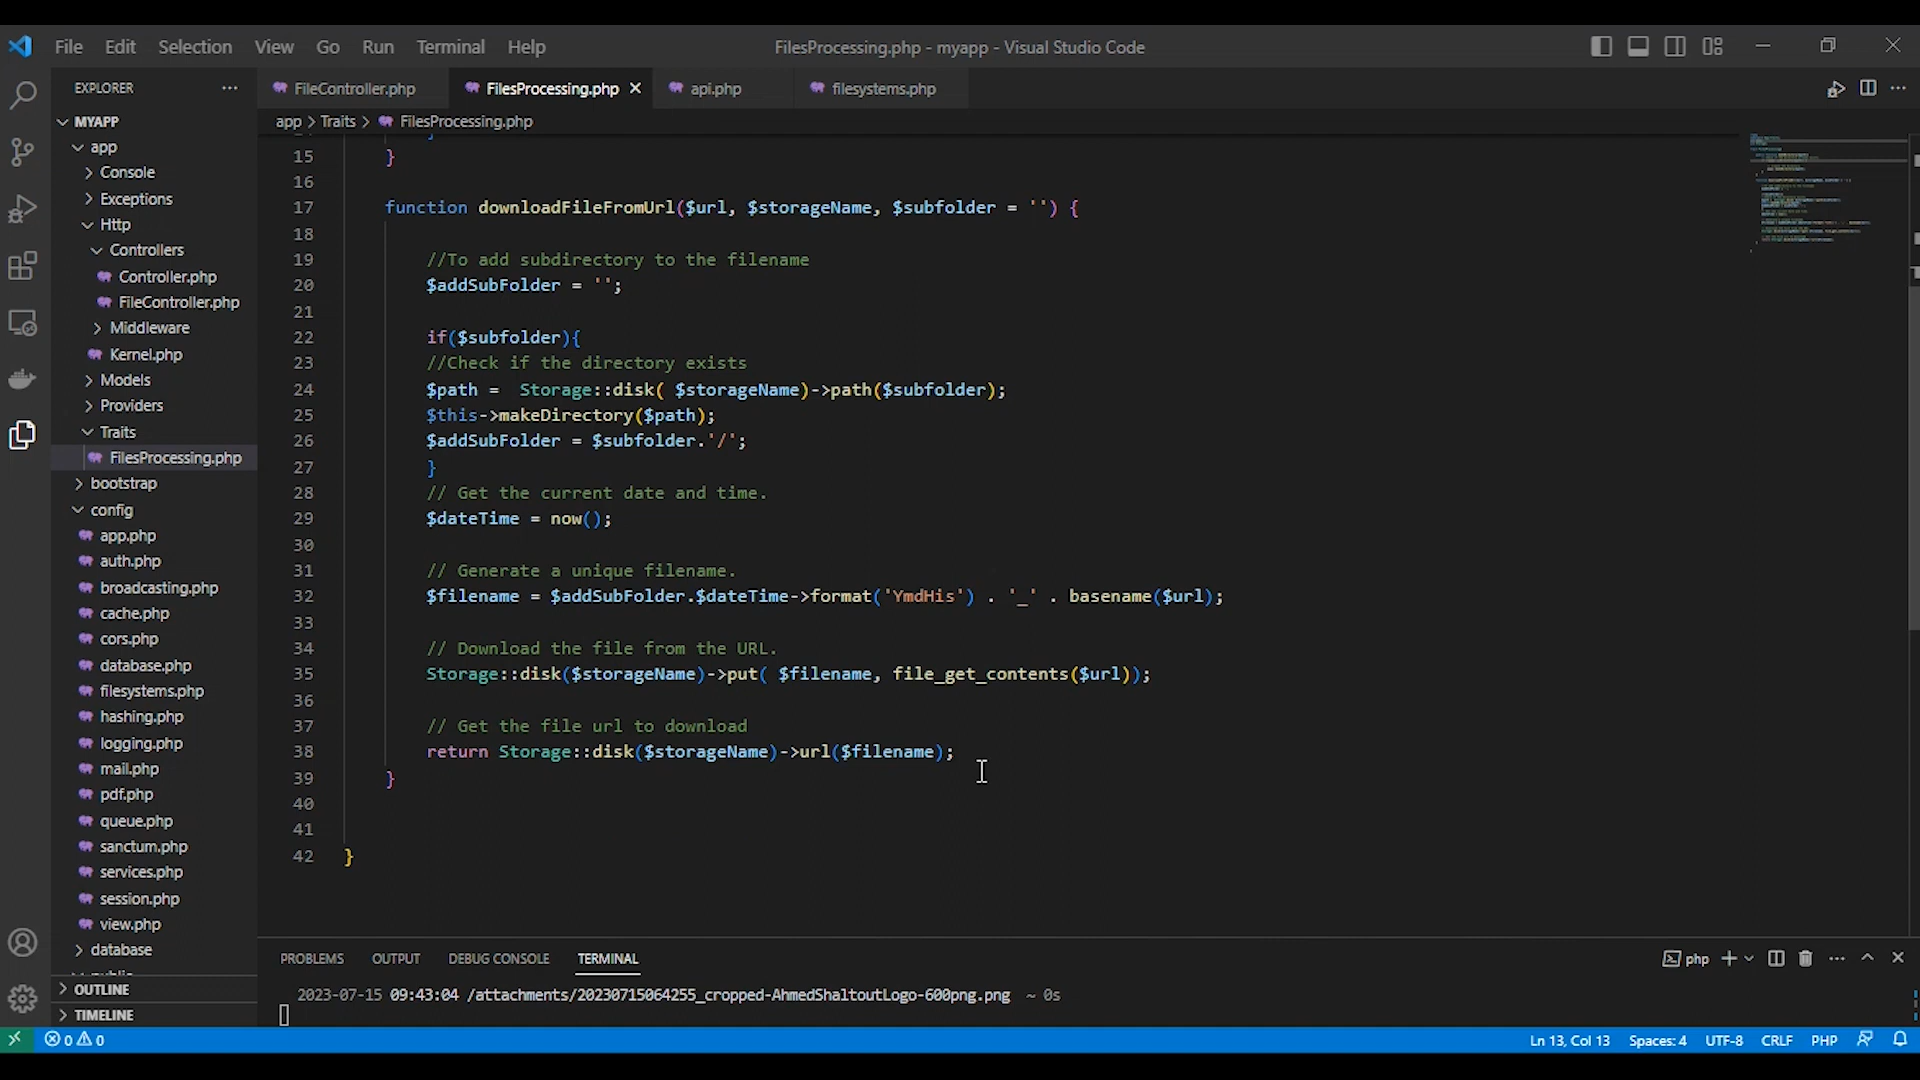 File Edit Selection View Go Run Terminal Help FilesProcessing.php - myapp - Visual Studio Code
EXPLORER
FileController.php FilesProcessing.php api.php filesystems.php
app > Traits > FilesProcessing.php
MYAPP
app
Console
Exceptions
Http
Controllers
Controller.php
FileController.php
Middleware
Kernel.php
Models
Providers
Traits
FilesProcessing.php
bootstrap
config
app.php
auth.php
broadcasting.php
cache.php
cors.php
database.php
filesystems.php
hashing.php
logging.php
mail.php
pdf.php
queue.php
sanctum.php
services.php
session.php
view.php
database
OUTLINE
TIMELINE
15 }
16
17 function downloadFileFromUrl($url, $storageName, $subfolder = '') {
18
19 //To add subdirectory to the filename
20 $addSubFolder = '';
21
22 if($subfolder){
23 //Check if the directory exists
24 $path =  Storage::disk( $storageName)->path($subfolder);
25 $this->makeDirectory($path);
26 $addSubFolder = $subfolder.'/';
27 }
28 // Get the current date and time.
29 $dateTime = now();
30
31 // Generate a unique filename.
32 $filename = $addSubFolder.$dateTime->format('YmdHis') . '_' . basename($url);
33
34 // Download the file from the URL.
35 Storage::disk($storageName)->put( $filename, file_get_contents($url));
36
37 // Get the file url to download
38 return Storage::disk($storageName)->url($filename);
39 }
40
41
42 }
PROBLEMS OUTPUT DEBUG CONSOLE TERMINAL php
2023-07-15 09:43:04 /attachments/20230715064255_cropped-AhmedShaltoutLogo-600png.png ~ 0s
0 0 Ln 13, Col 13 Spaces: 4 UTF-8 CRLF PHP